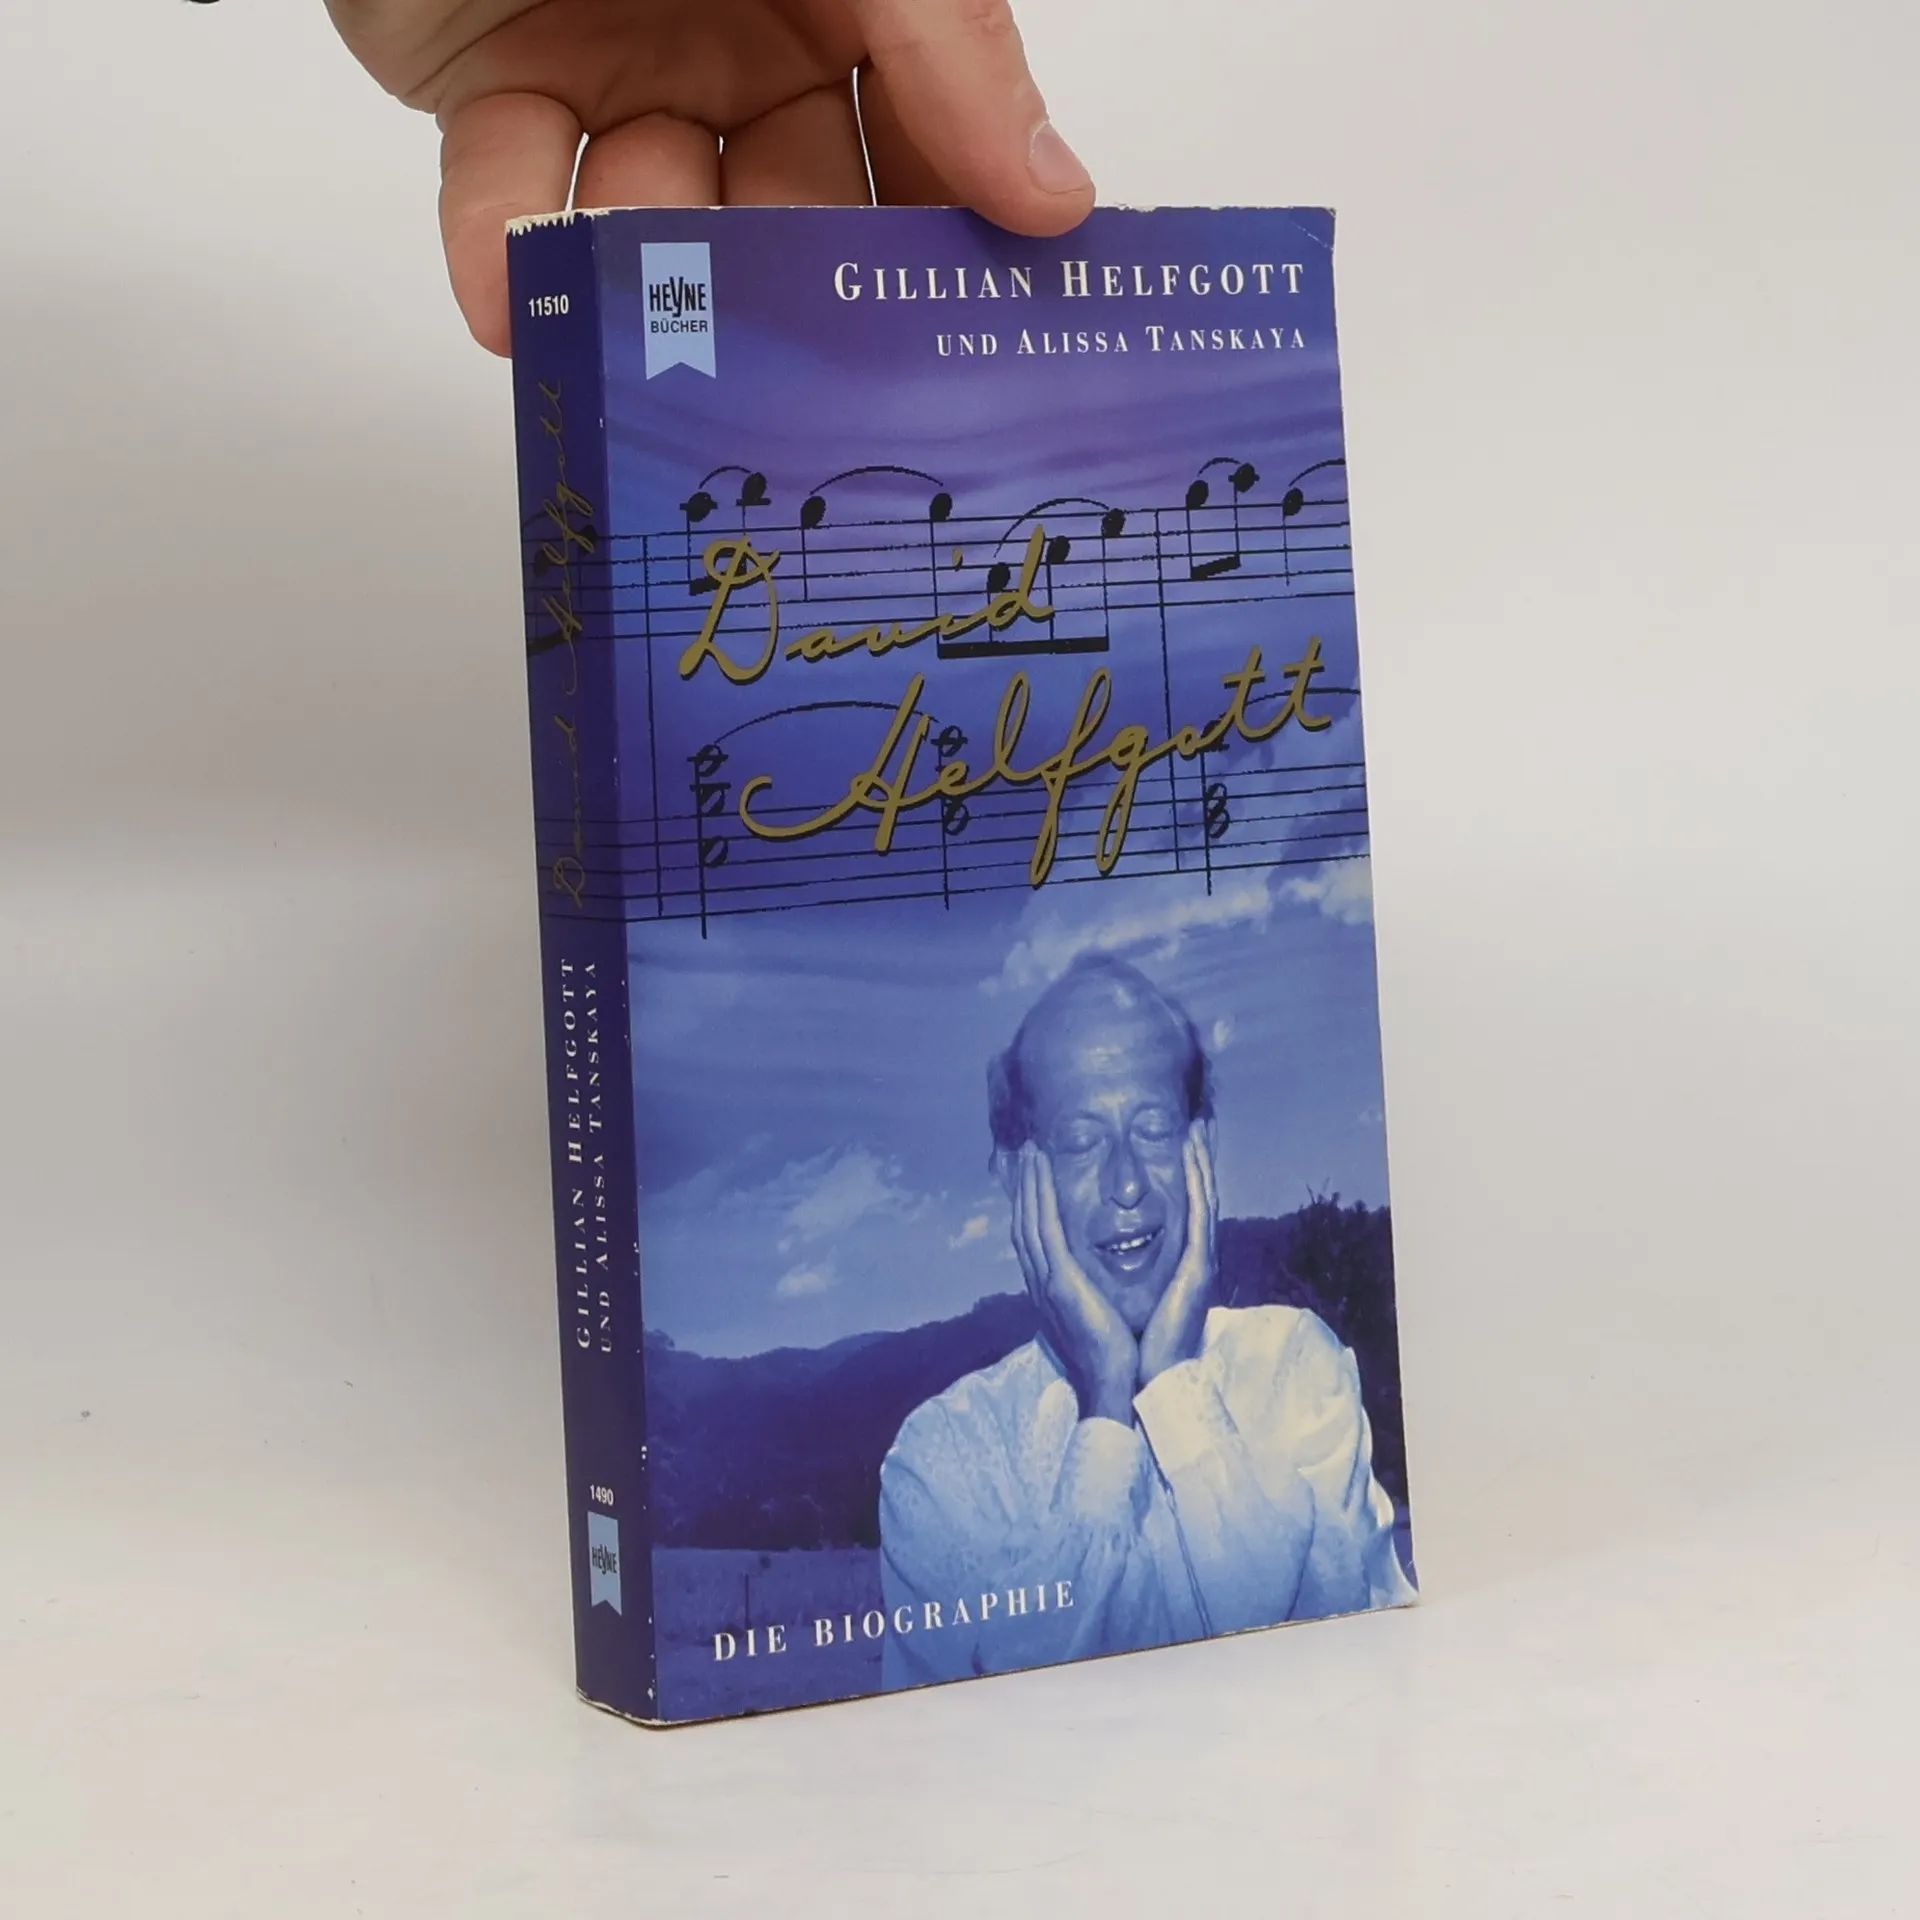 11510
David Helfgott
GILLIAN HELFGOTT
UND ALISSA TANSKAYA
1490
HEYNE
HEYNE
BÜCHER
GILLIAN HELFGOTT
UND ALISSA TANSKAYA
David
Helfgott
DIE BIOGRAPHIE